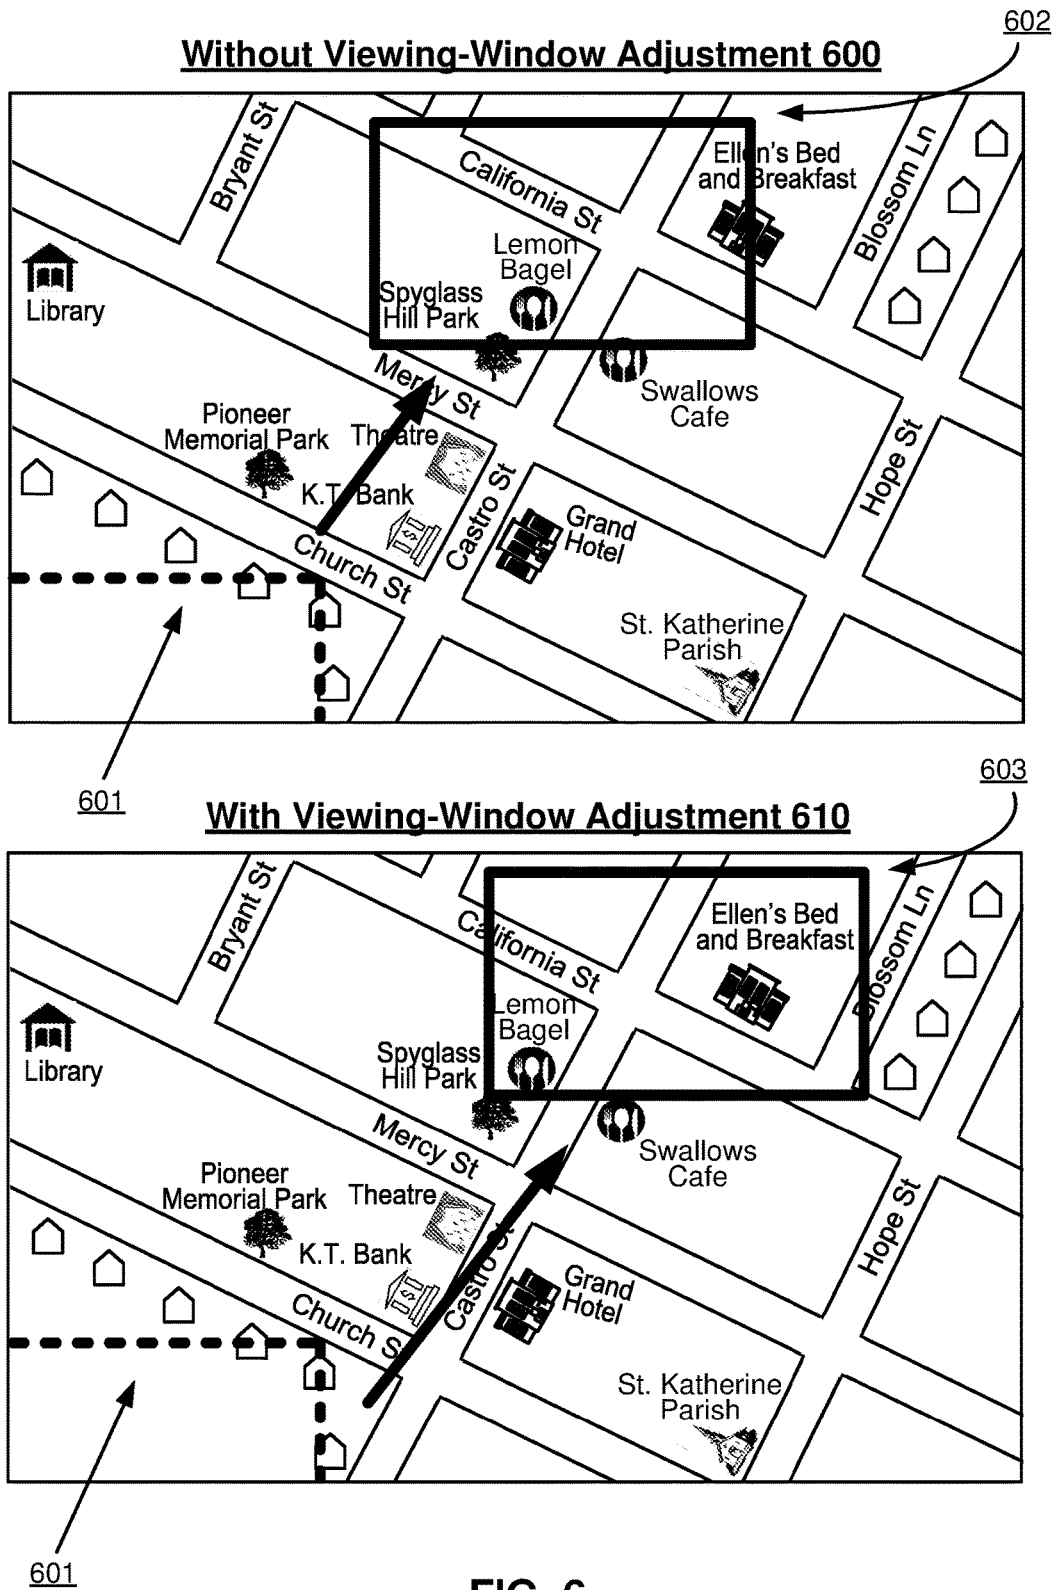 602
Without Viewing-Window Adjustment 600
Bryant St
California St
Ellen's Bed
and Breakfast
Blossom Ln
Library
Lemon
Bagel
Spyglass
Hill Park
Mercy St
Swallows
Cafe
Pioneer
Memorial Park
Theatre
K.T. Bank
Castro St
Hope St
Church St
Grand
Hotel
St. Katherine
Parish
601
603
With Viewing-Window Adjustment 610
Bryant St
California St
Ellen's Bed
and Breakfast
Blossom Ln
Library
Lemon
Bagel
Spyglass
Hill Park
Mercy St
Swallows
Cafe
Pioneer
Memorial Park
Theatre
K.T. Bank
Castro St
Hope St
Church S
Grand
Hotel
St. Katherine
Parish
601
FIG. 6